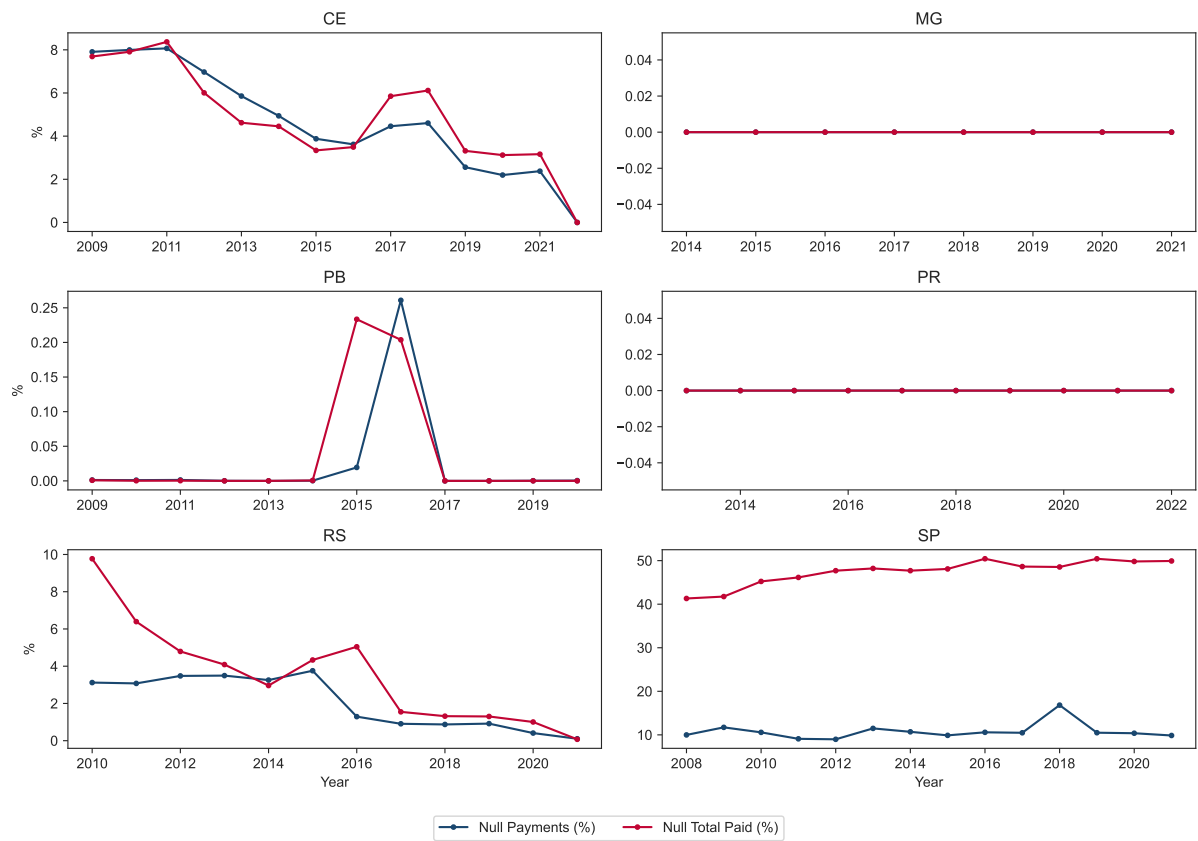 CE
8
6
4
2
0
%
2009 2011 2013 2015 2017 2019 2021
MG
0.04
0.02
0.00
−0.02
−0.04
2014 2015 2016 2017 2018 2019 2020 2021
PB
0.25
0.20
0.15
0.10
0.05
0.00
%
2009 2011 2013 2015 2017 2019
PR
0.04
0.02
0.00
−0.02
−0.04
2014 2016 2018 2020 2022
RS
10
8
6
4
2
0
%
2010 2012 2014 2016 2018 2020
Year
SP
50
40
30
20
10
2008 2010 2012 2014 2016 2018 2020
Year
Null Payments (%) Null Total Paid (%)